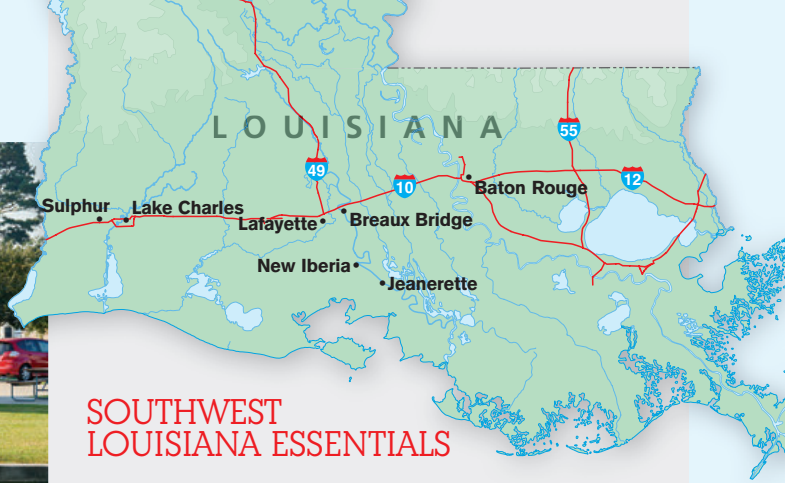 LOUISIANA
55
49
10
12
Baton Rouge
Sulphur
Lake Charles
Lafayette
Breaux Bridge
New Iberia
Jeanerette
SOUTHWEST
LOUISIANA ESSENTIALS